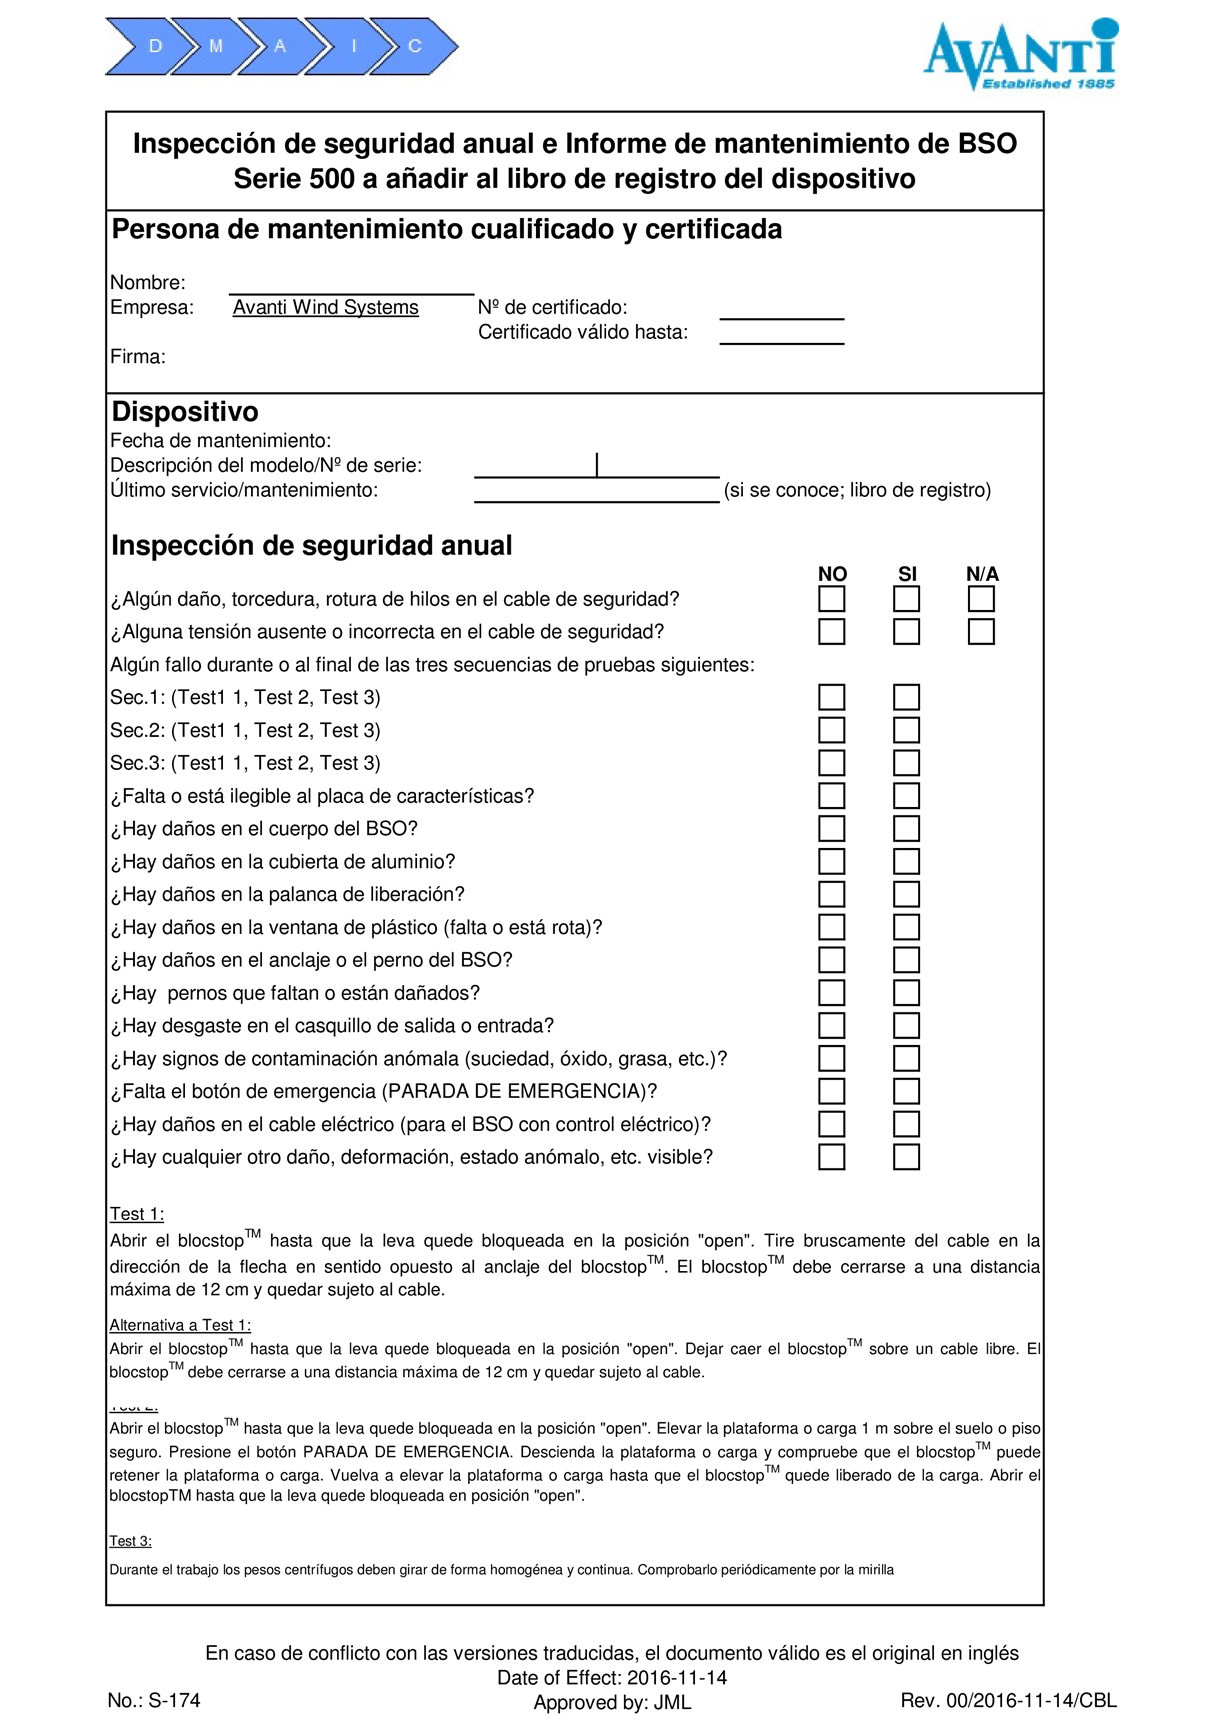 D M A I C
AVANTI
Established 1885
Inspección de seguridad anual e Informe de mantenimiento de BSO
Serie 500 a añadir al libro de registro del dispositivo
Persona de mantenimiento cualificado y certificada
Nombre:
Empresa: Avanti Wind Systems Nº de certificado:
Certificado válido hasta:
Firma:
Dispositivo
Fecha de mantenimiento:
Descripción del modelo/Nº de serie:
Último servicio/mantenimiento: (si se conoce; libro de registro)
Inspección de seguridad anual
NO SI N/A
¿Algún daño, torcedura, rotura de hilos en el cable de seguridad?
¿Alguna tensión ausente o incorrecta en el cable de seguridad?
Algún fallo durante o al final de las tres secuencias de pruebas siguientes:
Sec.1: (Test1 1, Test 2, Test 3)
Sec.2: (Test1 1, Test 2, Test 3)
Sec.3: (Test1 1, Test 2, Test 3)
¿Falta o está ilegible al placa de características?
¿Hay daños en el cuerpo del BSO?
¿Hay daños en la cubierta de aluminio?
¿Hay daños en la palanca de liberación?
¿Hay daños en la ventana de plástico (falta o está rota)?
¿Hay daños en el anclaje o el perno del BSO?
¿Hay  pernos que faltan o están dañados?
¿Hay desgaste en el casquillo de salida o entrada?
¿Hay signos de contaminación anómala (suciedad, óxido, grasa, etc.)?
¿Falta el botón de emergencia (PARADA DE EMERGENCIA)?
¿Hay daños en el cable eléctrico (para el BSO con control eléctrico)?
¿Hay cualquier otro daño, deformación, estado anómalo, etc. visible?
Test 1:
Abrir el blocstop™ hasta que la leva quede bloqueada en la posición "open". Tire bruscamente del cable en la
dirección de la flecha en sentido opuesto al anclaje del blocstop™. El blocstop™ debe cerrarse a una distancia
máxima de 12 cm y quedar sujeto al cable.
Alternativa a Test 1:
Abrir el blocstop™ hasta que la leva quede bloqueada en la posición "open". Dejar caer el blocstop™ sobre un cable libre. El
blocstop™ debe cerrarse a una distancia máxima de 12 cm y quedar sujeto al cable.
Test 2:
Abrir el blocstop™ hasta que la leva quede bloqueada en la posición "open". Elevar la plataforma o carga 1 m sobre el suelo o piso
seguro. Presione el botón PARADA DE EMERGENCIA. Descienda la plataforma o carga y compruebe que el blocstop™ puede
retener la plataforma o carga. Vuelva a elevar la plataforma o carga hasta que el blocstop™ quede liberado de la carga. Abrir el
blocstopTM hasta que la leva quede bloqueada en posición "open".
Test 3:
Durante el trabajo los pesos centrífugos deben girar de forma homogénea y continua. Comprobarlo periódicamente por la mirilla
En caso de conflicto con las versiones traducidas, el documento válido es el original en inglés
Date of Effect: 2016-11-14
No.: S-174 Approved by: JML Rev. 00/2016-11-14/CBL